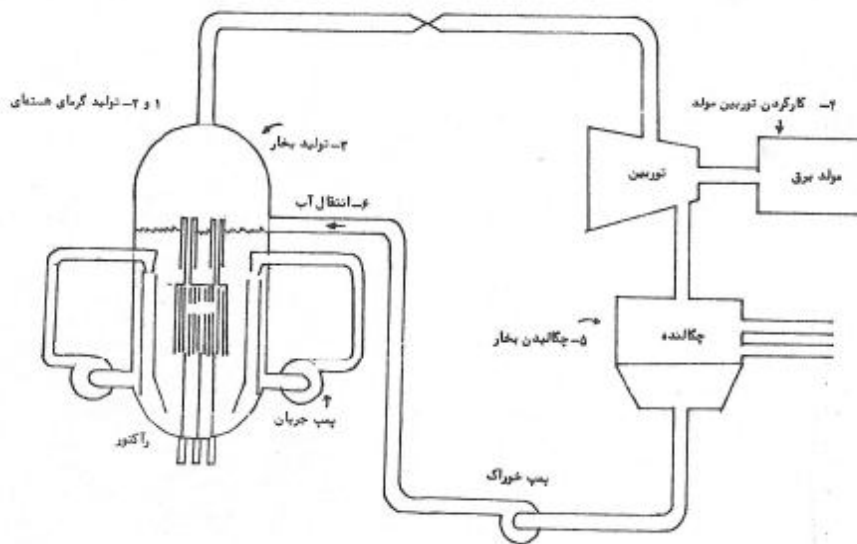 ۱ و ۲- تولید گرمای هسته‌ای
۳- تولید بخار
۴- کارکردن توربین مولد
مولد برق
توربین
۶- انتقال آب
چگالنده
۵- چگالیدن بخار
پمپ جریان
رآکتور
پمپ خوراک